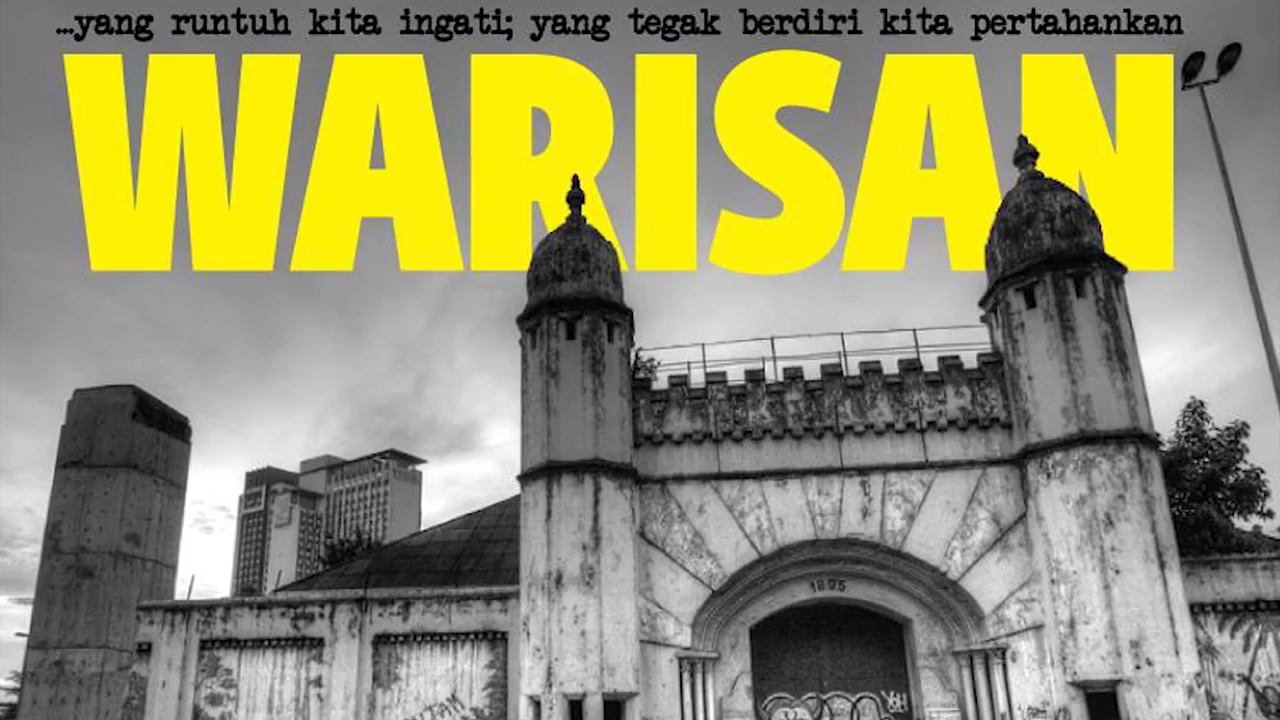 ...yang runtuh kita ingati; yang tegak berdiri kita pertahankan
WARISAN
1895